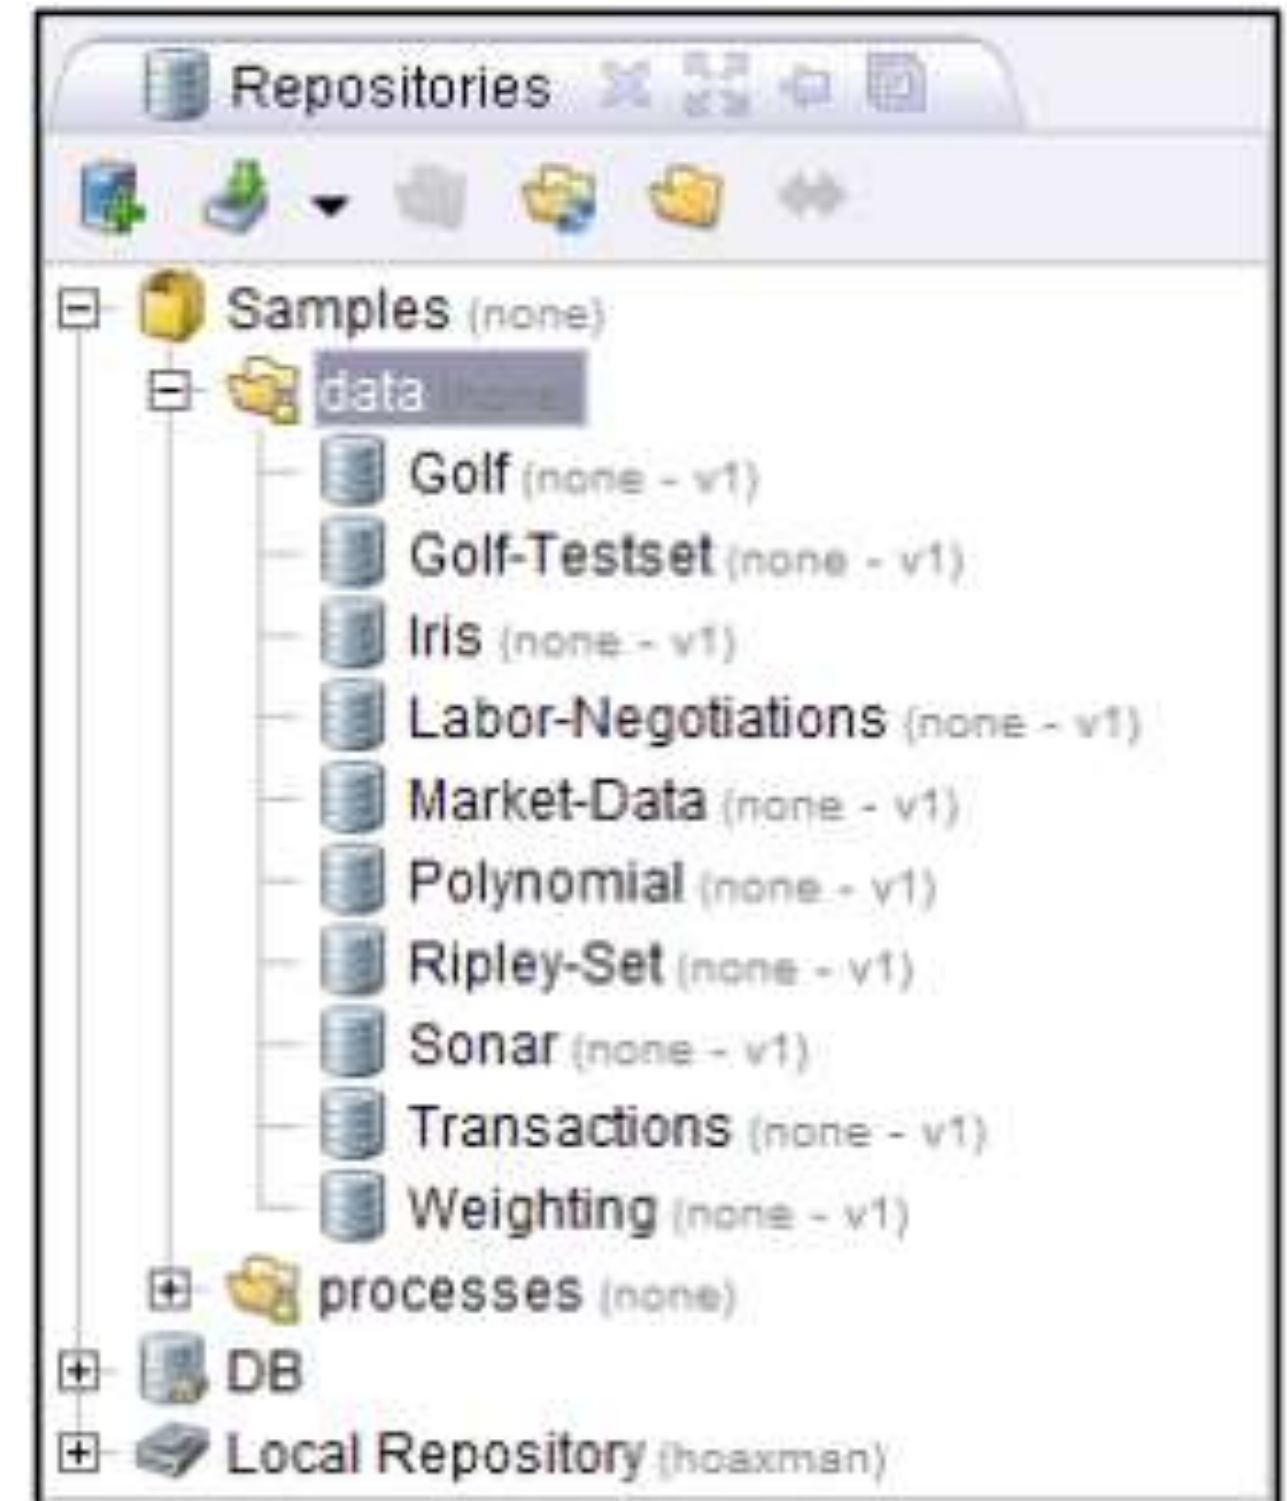 Repositories
Samples (none)
data (none
Golf (none - v1)
Golf-Testset (none - v1)
Iris (none - v1)
Labor-Negotiations (none - v1)
Market-Data (none - v1)
Polynomial (none - v1)
Ripley-Set (none - v1)
Sonar (none - v1)
Transactions (none - v1)
Weighting (none - v1)
processes (none)
DB
Local Repository (hoaxman)